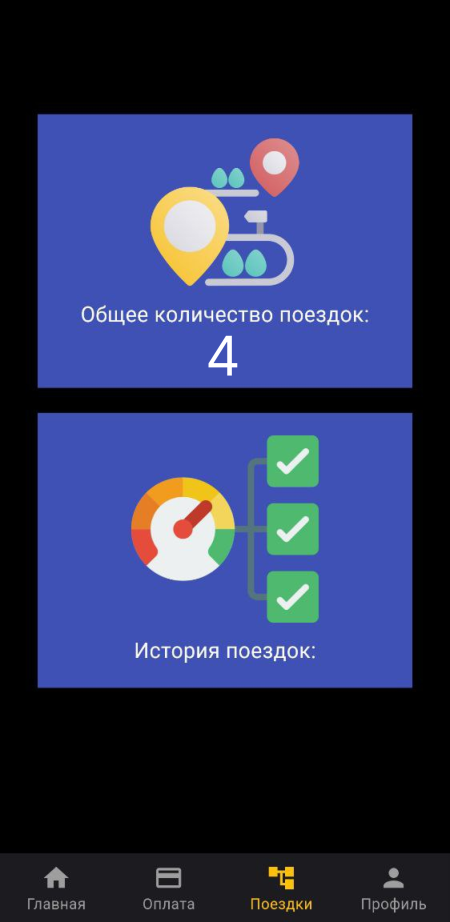 Общее количество поездок:
4
История поездок:
Главная
Оплата
Поездки
Профиль